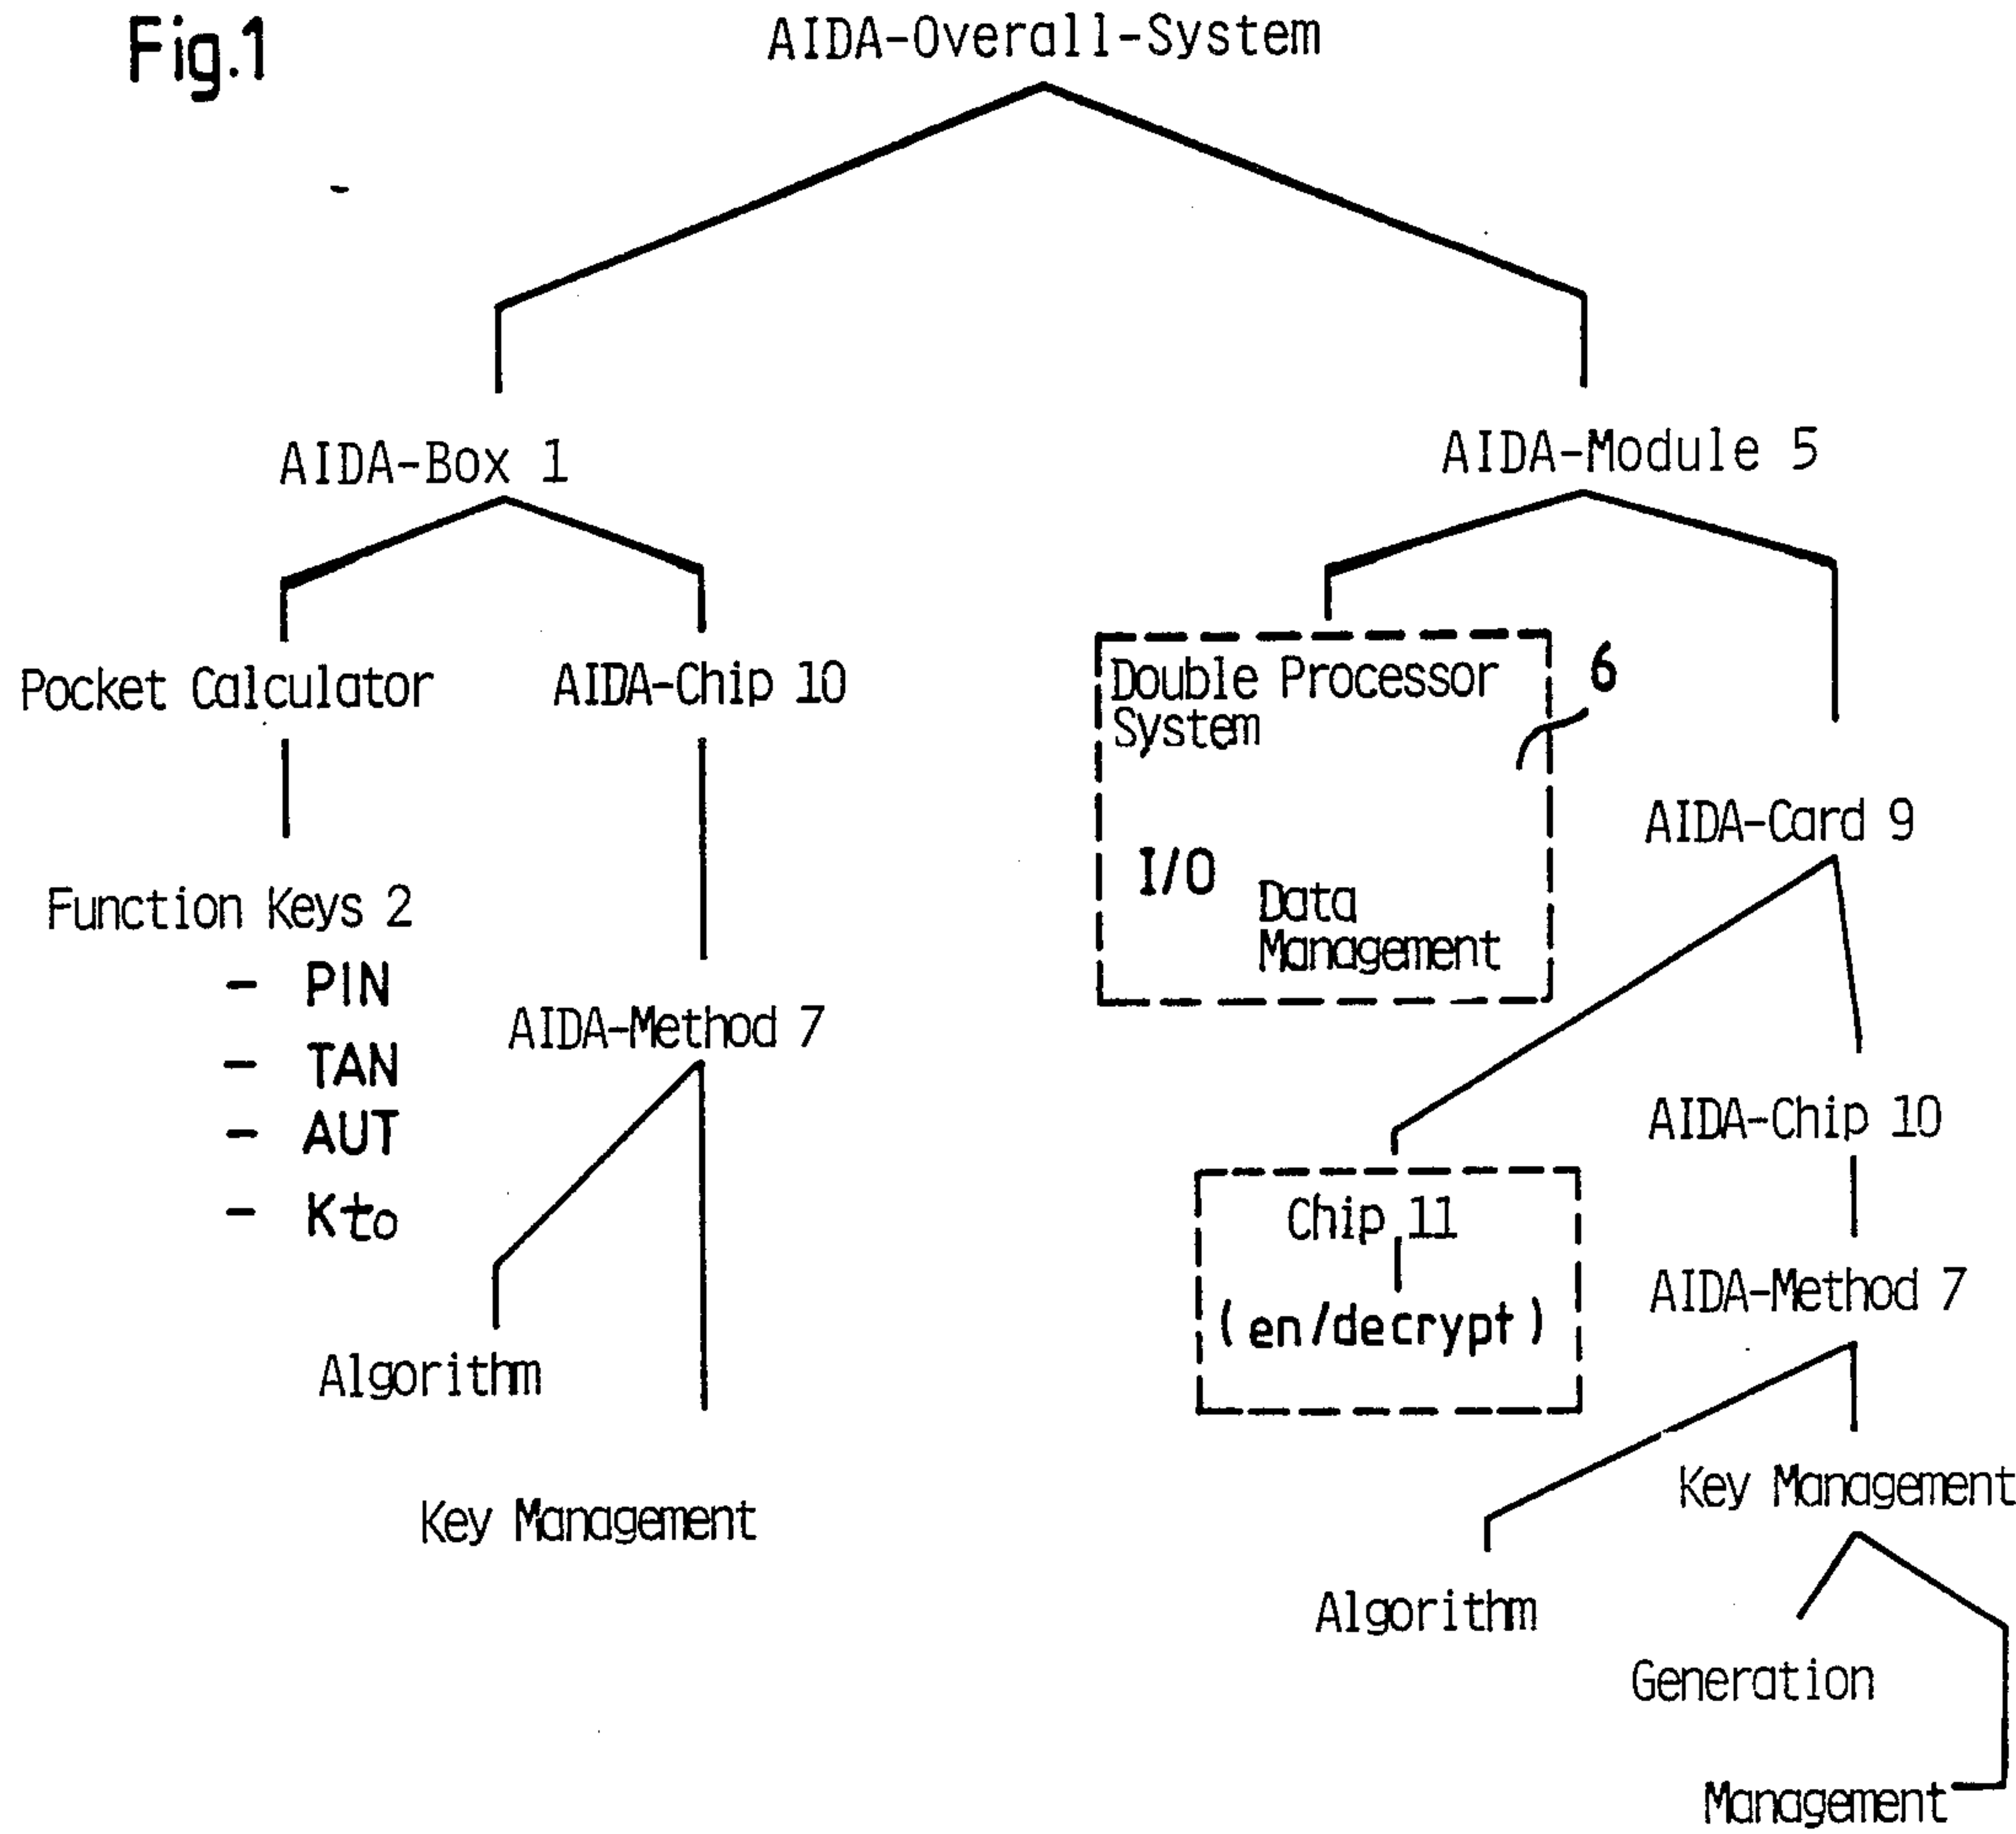 Fig.1
AIDA-Overall-System
AIDA-Box 1
AIDA-Module 5
Pocket Calculator
AIDA-Chip 10
Double Processor
System
6
I/O
Data
Management
AIDA-Card 9
Function Keys 2
- PIN
- TAN
- AUT
- Kto
AIDA-Method 7
AIDA-Chip 10
Chip 11
(en/decrypt)
AIDA-Method 7
Algorithm
Key Management
Key Management
Algorithm
Generation
Management